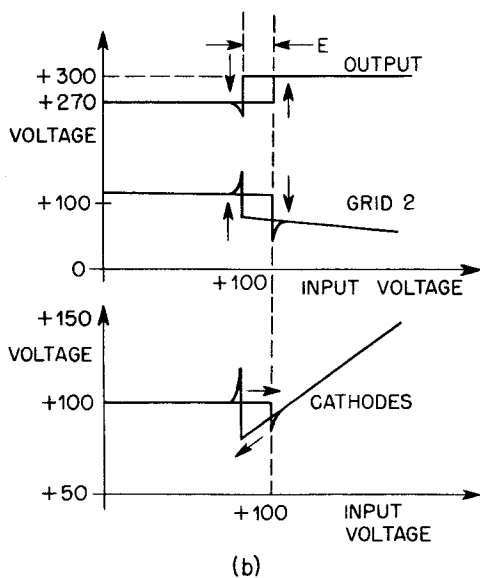 E
OUTPUT
+300
+270
VOLTAGE
+100
GRID 2
0
+100
INPUT VOLTAGE
+150
VOLTAGE
+100
CATHODES
+50
+100
INPUT
VOLTAGE
(b)